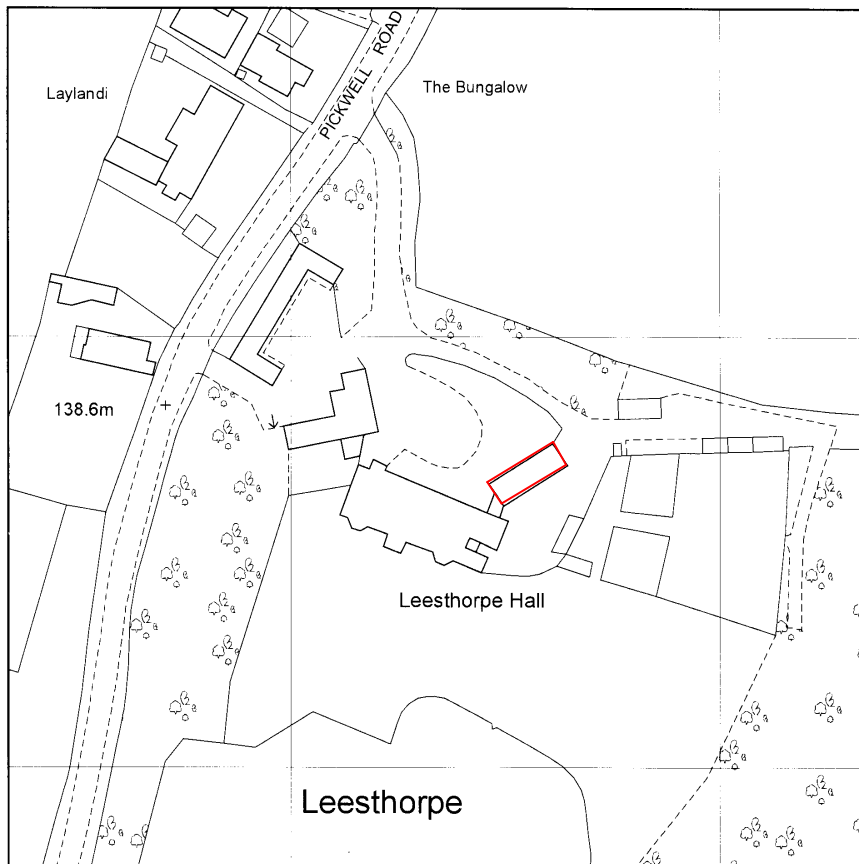 Laylandi
PICKWELL ROAD
The Bungalow
138.6m
Leesthorpe Hall
Leesthorpe